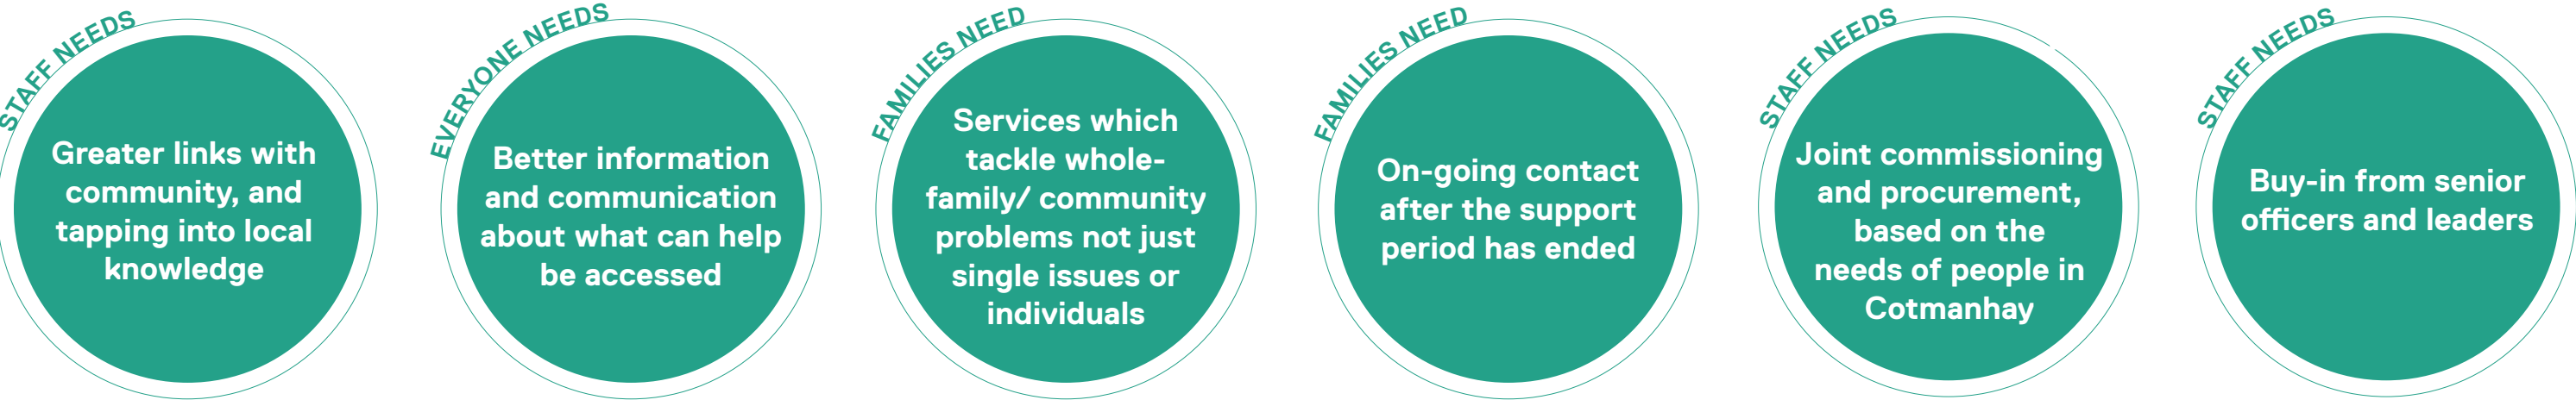 STAFF NEEDS
Greater links with
community, and
tapping into local
knowledge
EVERYONE NEEDS
Better information
and communication
about what can help
be accessed
FAMILIES NEED
Services which
tackle whole-
family/ community
problems not just
single issues or
individuals
FAMILIES NEED
On-going contact
after the support
period has ended
STAFF NEEDS
Joint commissioning
and procurement,
based on the
needs of people in
Cotmanhay
STAFF NEEDS
Buy-in from senior
officers and leaders